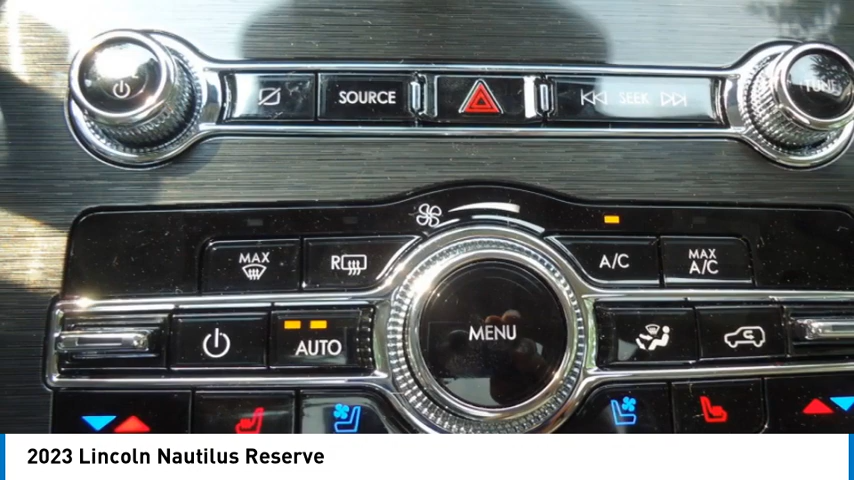 SOURCE
SEEK
TUNE
MAX
R
A/C
MAX
A/C
AUTO
MENU
2023 Lincoln Nautilus Reserve